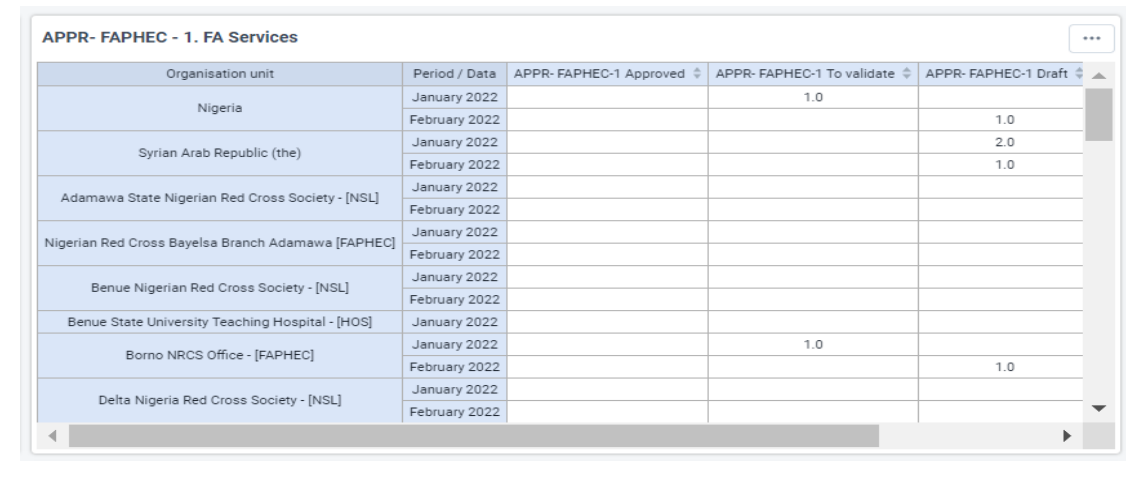 APPR- FAPHEC - 1. FA Services
Organisation unit Period / Data APPR- FAPHEC-1 Approved APPR- FAPHEC-1 To validate APPR- FAPHEC-1 Draft
Nigeria January 2022 1.0
February 2022 1.0
Syrian Arab Republic (the) January 2022 2.0
February 2022 1.0
Adamawa State Nigerian Red Cross Society - [NSL] January 2022
February 2022
Nigerian Red Cross Bayelsa Branch Adamawa [FAPHEC] January 2022
February 2022
Benue Nigerian Red Cross Society - [NSL] January 2022
February 2022
Benue State University Teaching Hospital - [HOS] January 2022
Borno NRCS Office - [FAPHEC] January 2022 1.0
February 2022 1.0
Delta Nigeria Red Cross Society - [NSL] January 2022
February 2022